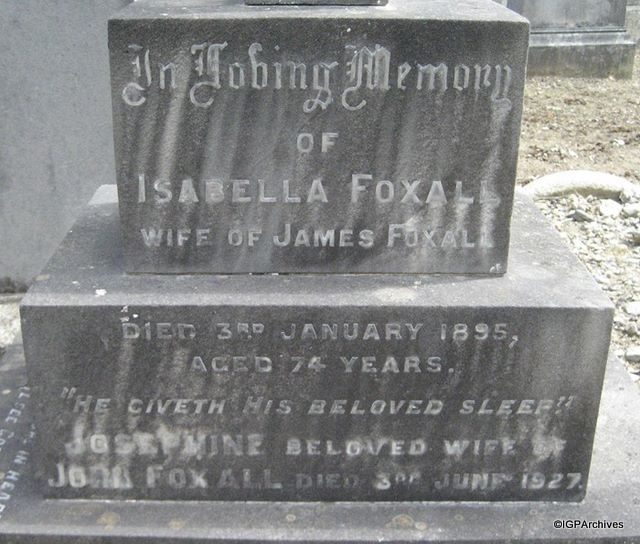 In Loving Memory
OF
ISABELLA FOXALL
WIFE OF JAMES FOXALL
DIED 3RD JANUARY 1895,
AGED 74 YEARS.
"HE GIVETH HIS BELOVED SLEEP"
JOSEPHINE BELOVED WIFE OF
JOHN FOXALL DIED 3RD JUNE 1927.
©IGPArchives